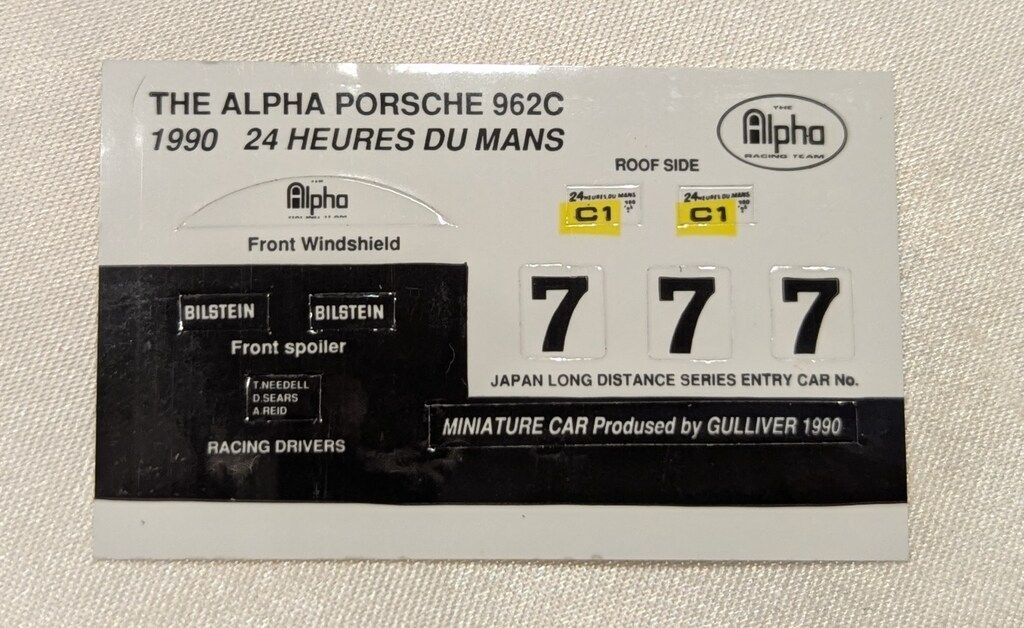 THE ALPHA PORSCHE 962C
1990 24 HEURES DU MANS
THE
Alpha
RACING TEAM
ROOF SIDE
Alpha
24 HEURES DU MANS
C1
24 HEURES DU MANS
C1
Front Windshield
BILSTEIN BILSTEIN
Front spoiler
7 7 7
JAPAN LONG DISTANCE SERIES ENTRY CAR No.
T.NEEDELL
D.SEARS
A.REID
RACING DRIVERS
MINIATURE CAR Prodused by GULLIVER 1990